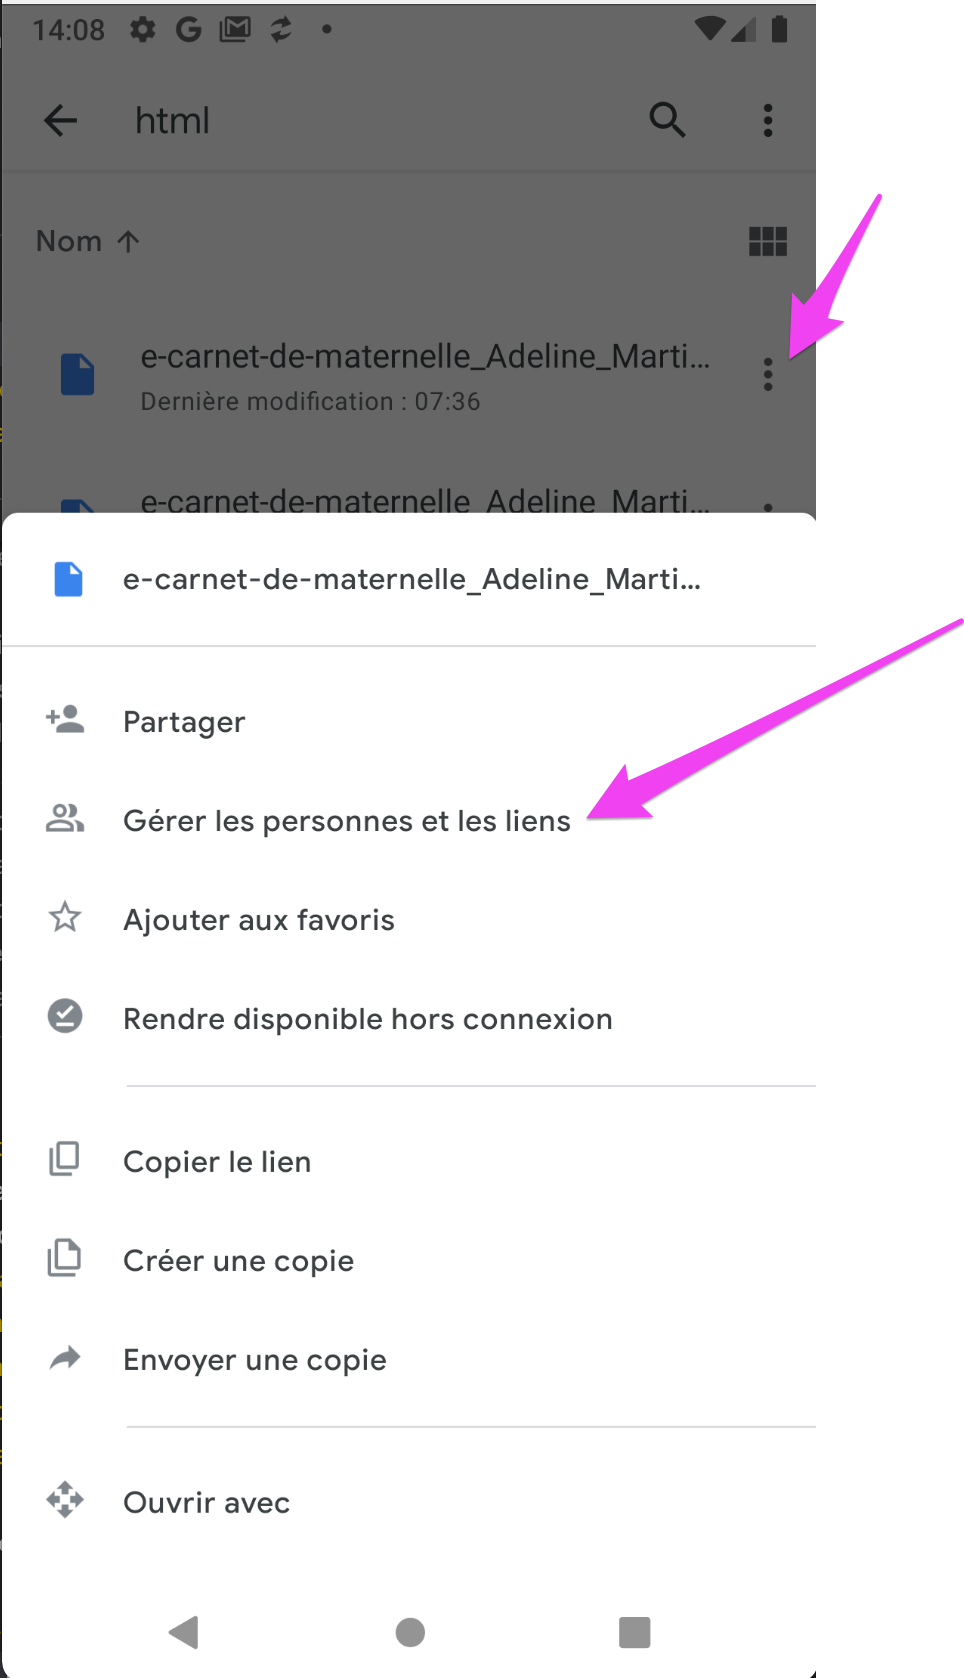 14:08
html
Nom
e-carnet-de-maternelle_Adeline_Marti...
Dernière modification : 07:36
e-carnet-de-maternelle_Adeline_Marti...
e-carnet-de-maternelle_Adeline_Marti...
Partager
Gérer les personnes et les liens
Ajouter aux favoris
Rendre disponible hors connexion
Copier le lien
Créer une copie
Envoyer une copie
Ouvrir avec